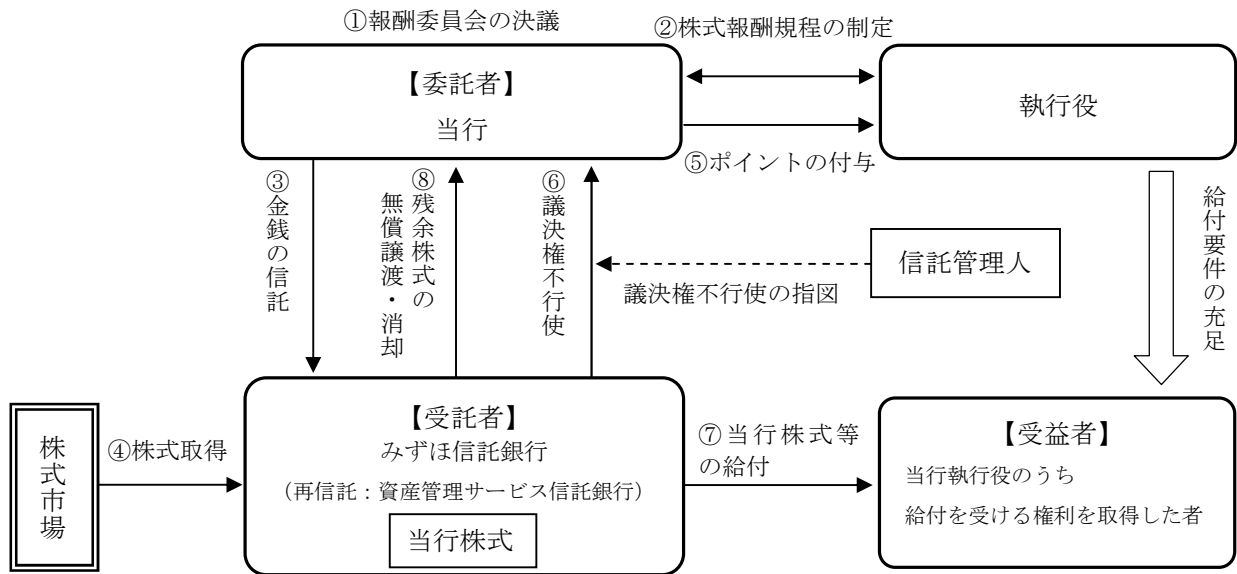 ①報酬委員会の決議
②株式報酬規程の制定
【委託者】
当行
執行役
⑤ポイントの付与
③金銭の信託
⑧残余株式の
無償譲渡・消却
⑥議決権不行使
信託管理人
議決権不行使の指図
給付要件の充足
株式市場
④株式取得
【受託者】
みずほ信託銀行
（再信託：資産管理サービス信託銀行）
当行株式
⑦当行株式等
の給付
【受益者】
当行執行役のうち
給付を受ける権利を取得した者